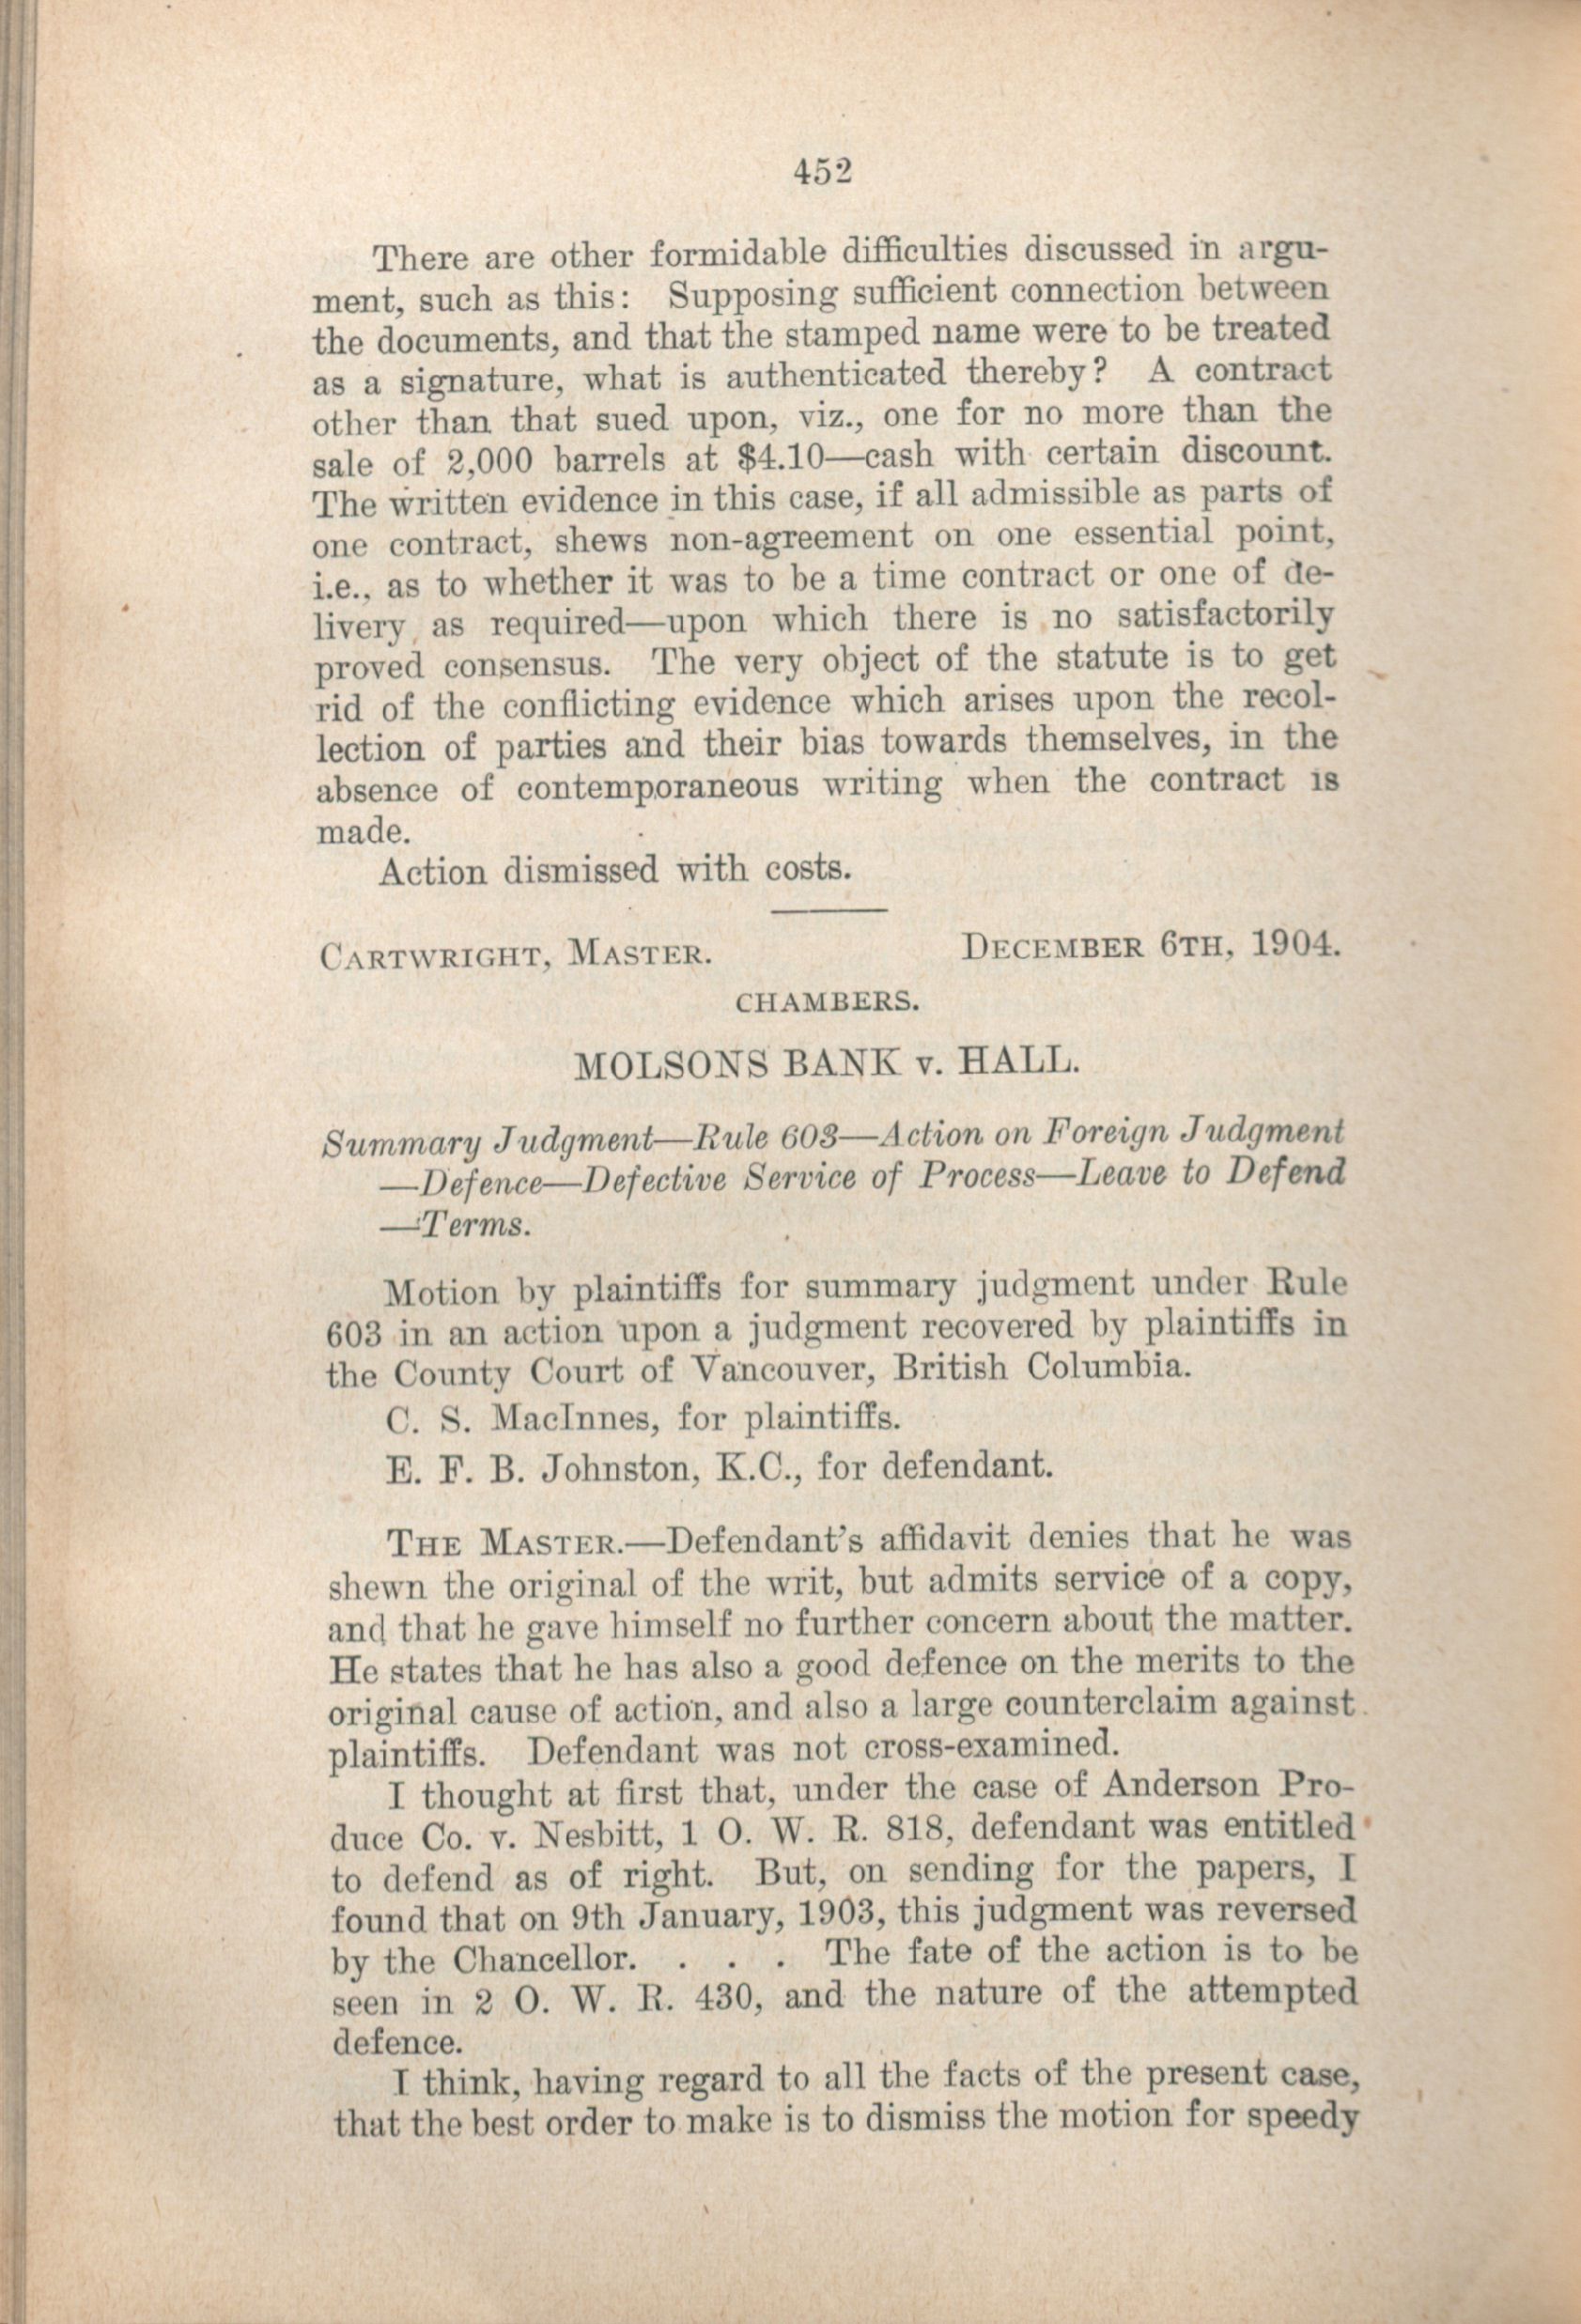 452
There are other formidable difficulties discussed in argu-
ment, such as this: Supposing sufficient connection between
the documents, and that the stamped name were to be treated
as a signature, what is authenticated thereby? A contract
other than that sued upon, viz., one for no more than the
sale of 2,000 barrels at $4.10—cash with certain discount.
The written evidence in this case, if all admissible as parts of
one contract, shews non-agreement on one essential point,
i.e., as to whether it was to be a time contract or one of de-
livery as required—upon which there is no satisfactorily
proved consensus. The very object of the statute is to get
rid of the conflicting evidence which arises upon the recol-
lection of parties and their bias towards themselves, in the
absence of contemporaneous writing when the contract is
made.
Action dismissed with costs.
CARTWRIGHT, MASTER. DECEMBER 6TH, 1904.
CHAMBERS.
MOLSONS BANK v. HALL.
Summary Judgment—Rule 603—Action on Foreign Judgment
—Defence—Defective Service of Process—Leave to Defend
—Terms.
Motion by plaintiffs for summary judgment under Rule
603 in an action upon a judgment recovered by plaintiffs in
the County Court of Vancouver, British Columbia.
C. S. MacInnes, for plaintiffs.
E. F. B. Johnston, K.C., for defendant.
THE MASTER.—Defendant's affidavit denies that he was
shewn the original of the writ, but admits service of a copy,
and that he gave himself no further concern about the matter.
He states that he has also a good defence on the merits to the
original cause of action, and also a large counterclaim against
plaintiffs. Defendant was not cross-examined.
I thought at first that, under the case of Anderson Pro-
duce Co. v. Nesbitt, 1 O. W. R. 818, defendant was entitled
to defend as of right. But, on sending for the papers, I
found that on 9th January, 1903, this judgment was reversed
by the Chancellor. . . . The fate of the action is to be
seen in 2 O. W. R. 430, and the nature of the attempted
defence.
I think, having regard to all the facts of the present case,
that the best order to make is to dismiss the motion for speedy